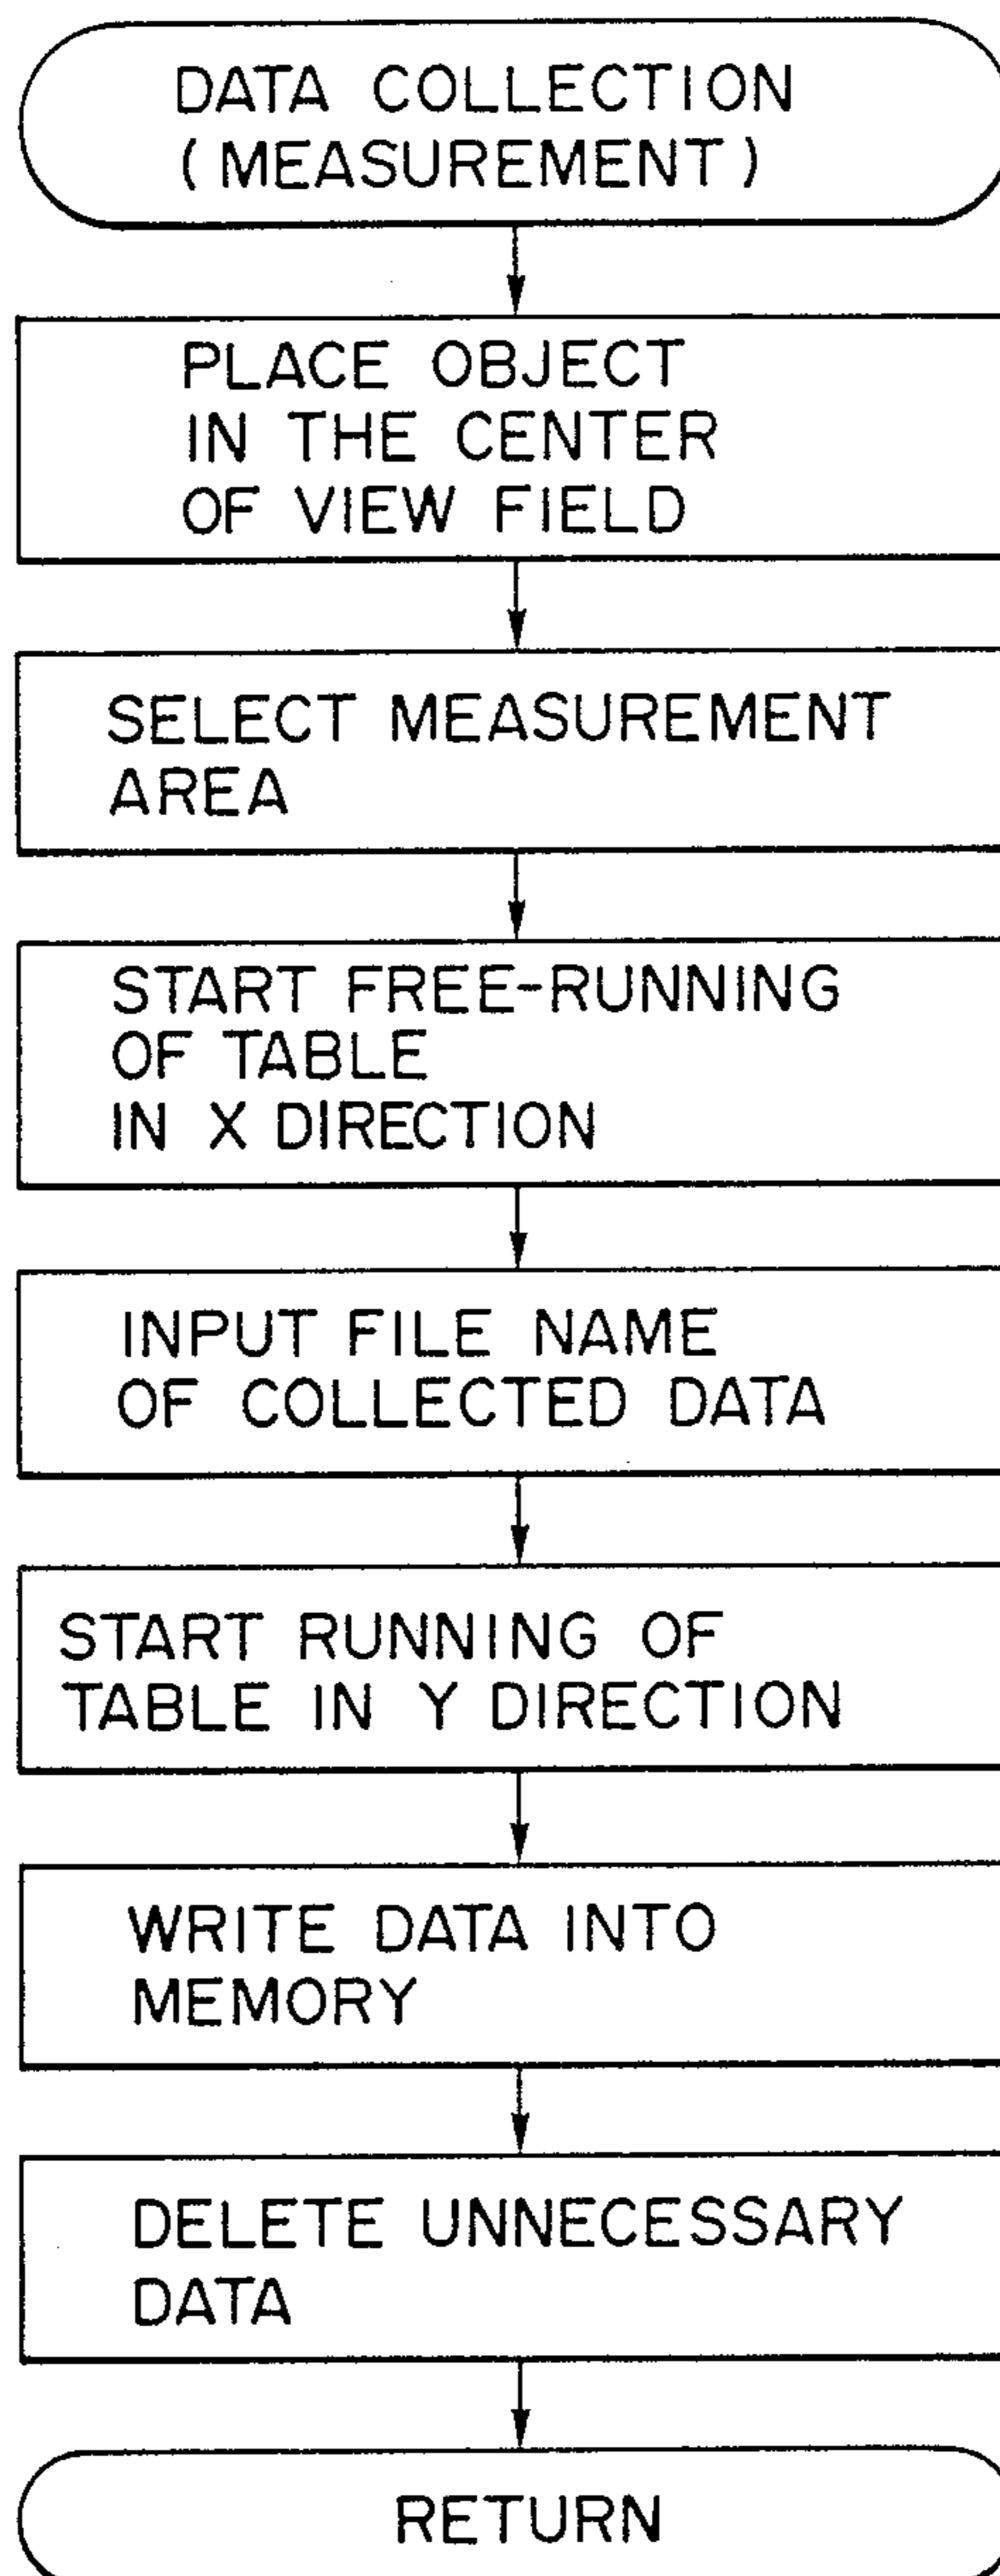 DATA COLLECTION
( MEASUREMENT )
PLACE OBJECT
IN THE CENTER
OF VIEW FIELD
SELECT MEASUREMENT
AREA
START FREE-RUNNING
OF TABLE
IN X DIRECTION
INPUT FILE NAME
OF COLLECTED DATA
START RUNNING OF
TABLE IN Y DIRECTION
WRITE DATA INTO
MEMORY
DELETE UNNECESSARY
DATA
RETURN